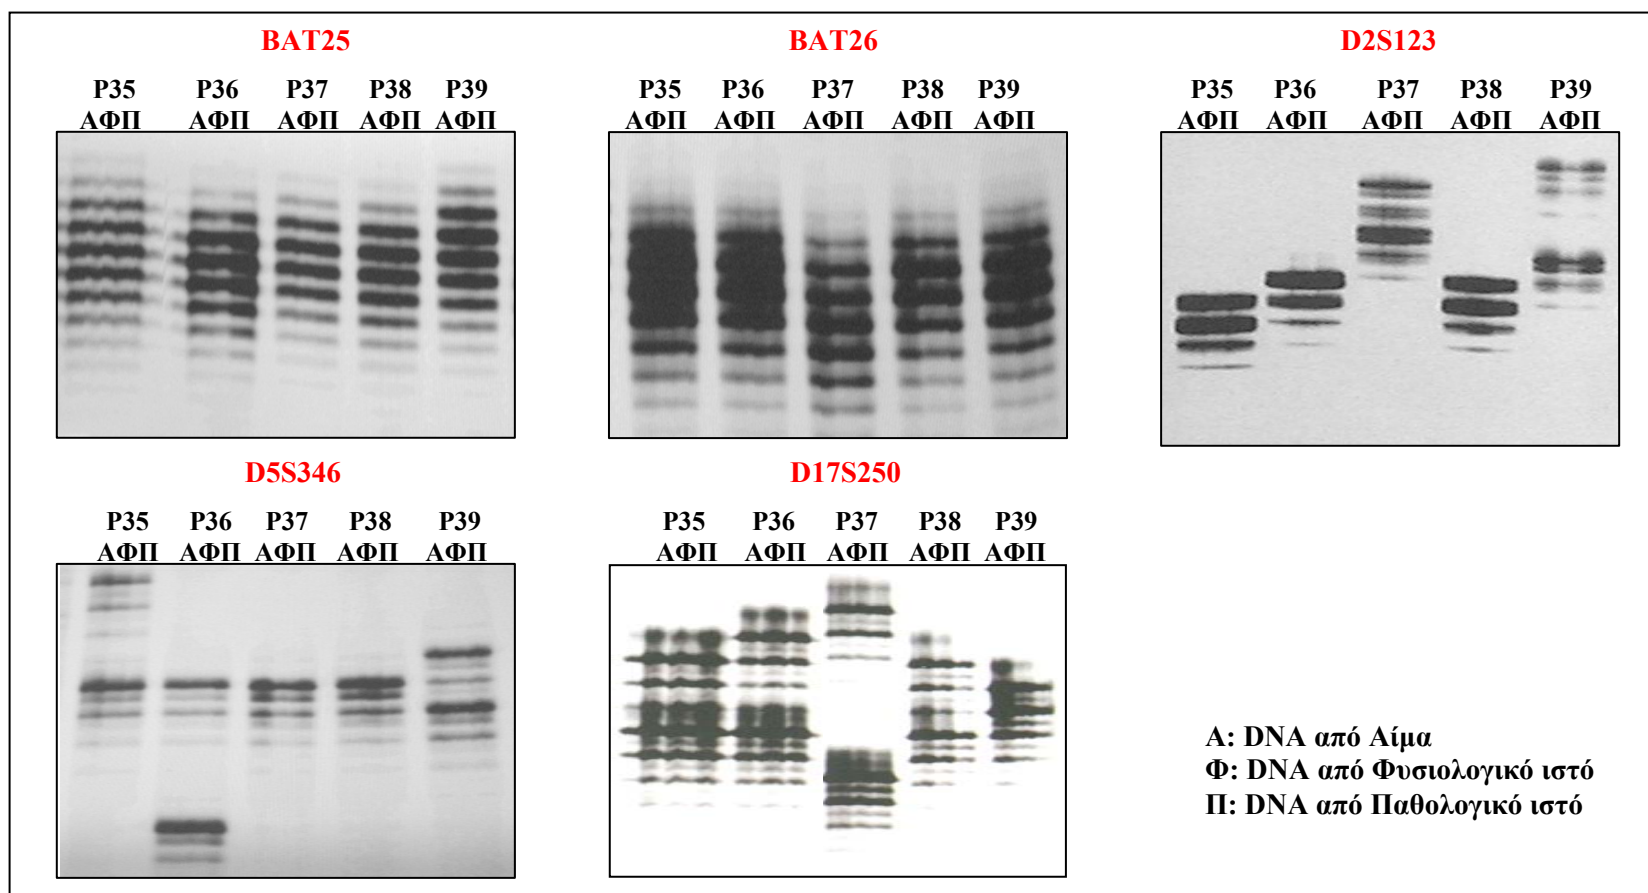 BAT25
P35 P36 P37 P38 P39
ΑΦΠ ΑΦΠ ΑΦΠ ΑΦΠ ΑΦΠ
BAT26
P35 P36 P37 P38 P39
ΑΦΠ ΑΦΠ ΑΦΠ ΑΦΠ ΑΦΠ
D2S123
P35 P36 P37 P38 P39
ΑΦΠ ΑΦΠ ΑΦΠ ΑΦΠ ΑΦΠ
D5S346
P35 P36 P37 P38 P39
ΑΦΠ ΑΦΠ ΑΦΠ ΑΦΠ ΑΦΠ
D17S250
P35 P36 P37 P38 P39
ΑΦΠ ΑΦΠ ΑΦΠ ΑΦΠ ΑΦΠ
Α: DNA από Αίμα
Φ: DNA από Φυσιολογικό ιστό
Π: DNA από Παθολογικό ιστό